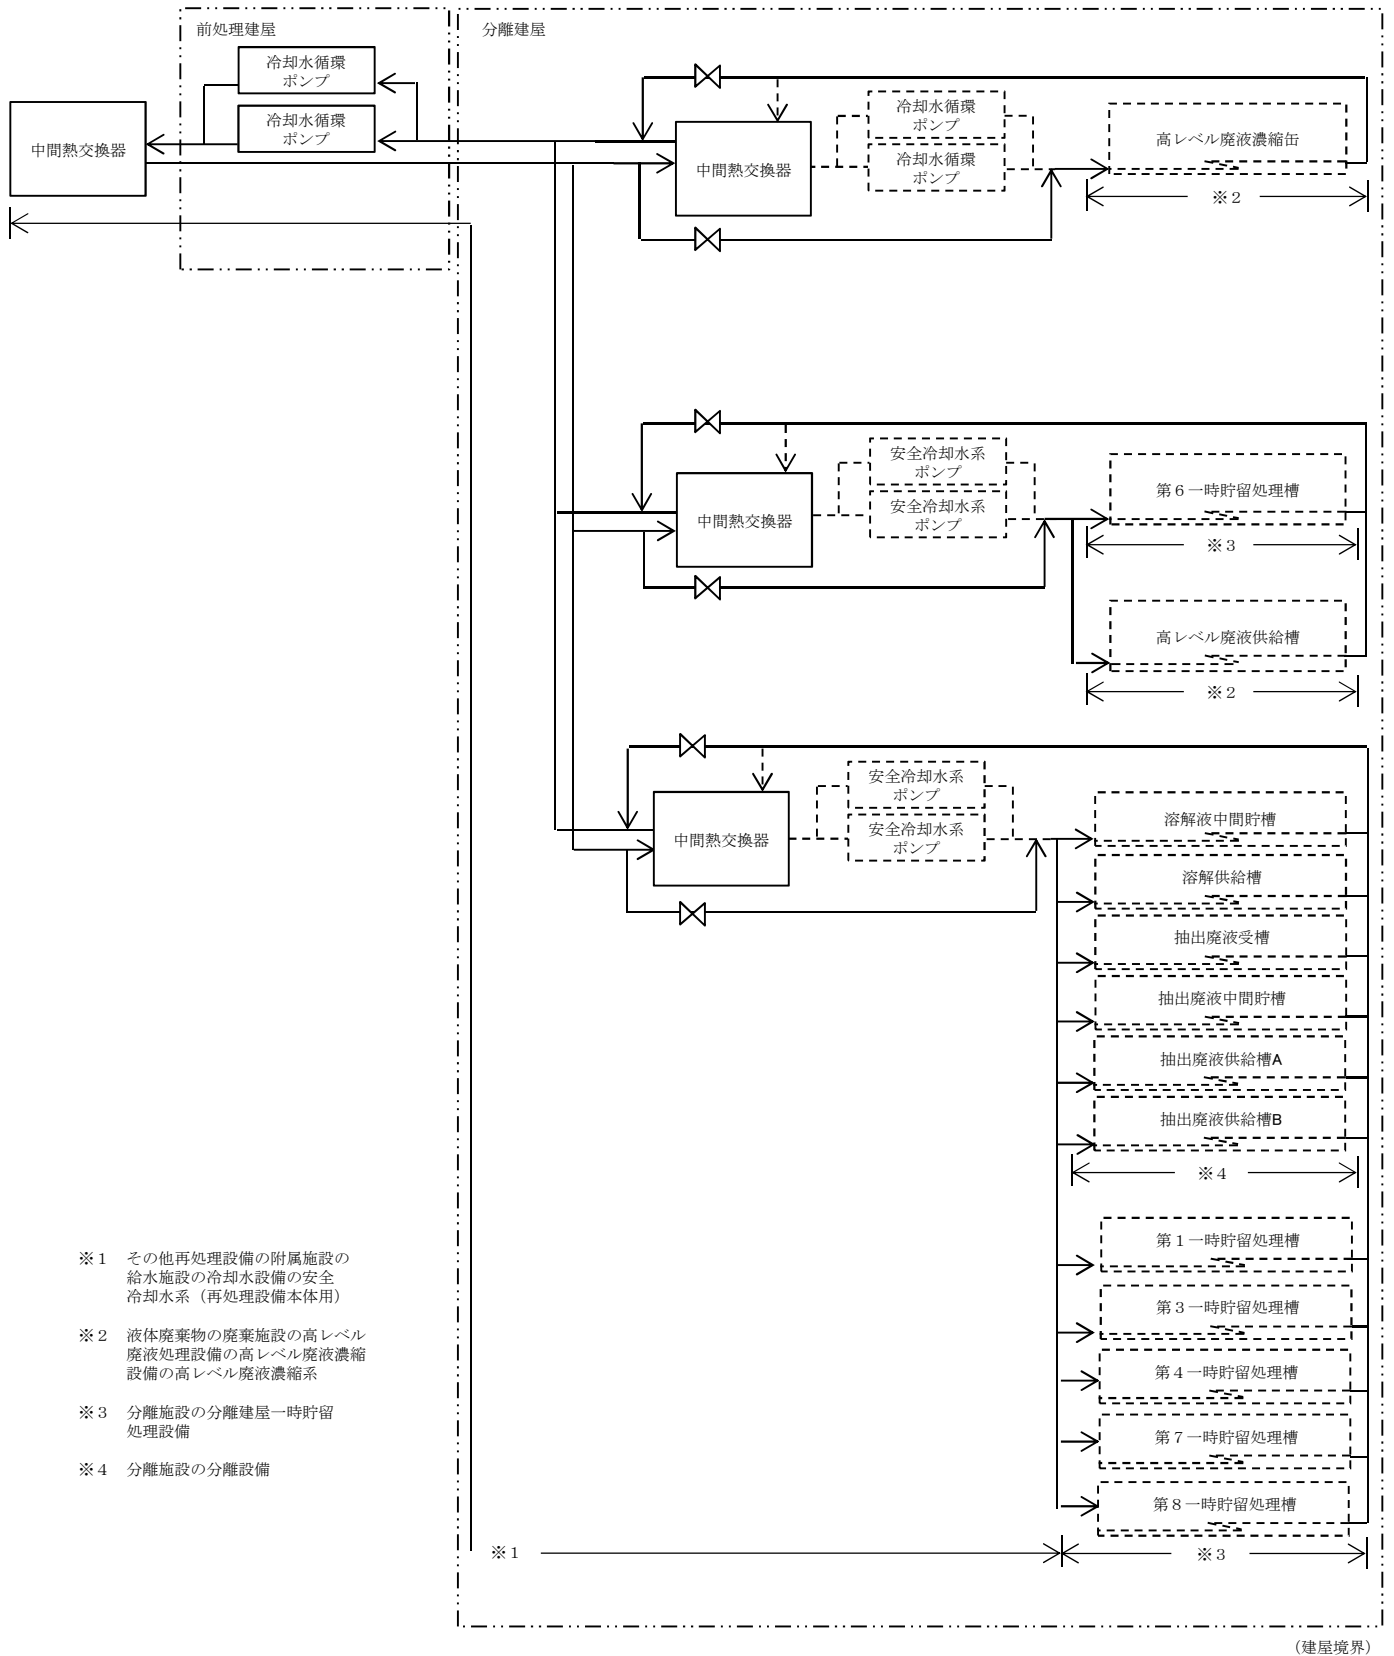 前処理建屋
分離建屋
冷却水循環
ポンプ
冷却水循環
ポンプ
中間熱交換器
中間熱交換器
冷却水循環
ポンプ
冷却水循環
ポンプ
高レベル廃液濃縮缶
※２
中間熱交換器
安全冷却水系
ポンプ
安全冷却水系
ポンプ
第６一時貯留処理槽
※３
高レベル廃液供給槽
※２
中間熱交換器
安全冷却水系
ポンプ
安全冷却水系
ポンプ
溶解液中間貯槽
溶解供給槽
抽出廃液受槽
抽出廃液中間貯槽
抽出廃液供給槽A
抽出廃液供給槽B
※４
第１一時貯留処理槽
第３一時貯留処理槽
第４一時貯留処理槽
第７一時貯留処理槽
第８一時貯留処理槽
※１
※３
※１　その他再処理設備の附属施設の
給水施設の冷却水設備の安全
冷却水系（再処理設備本体用）
※２　液体廃棄物の廃棄施設の高レベル
廃液処理設備の高レベル廃液濃縮
設備の高レベル廃液濃縮系
※３　分離施設の分離建屋一時貯留
処理設備
※４　分離施設の分離設備
（建屋境界）